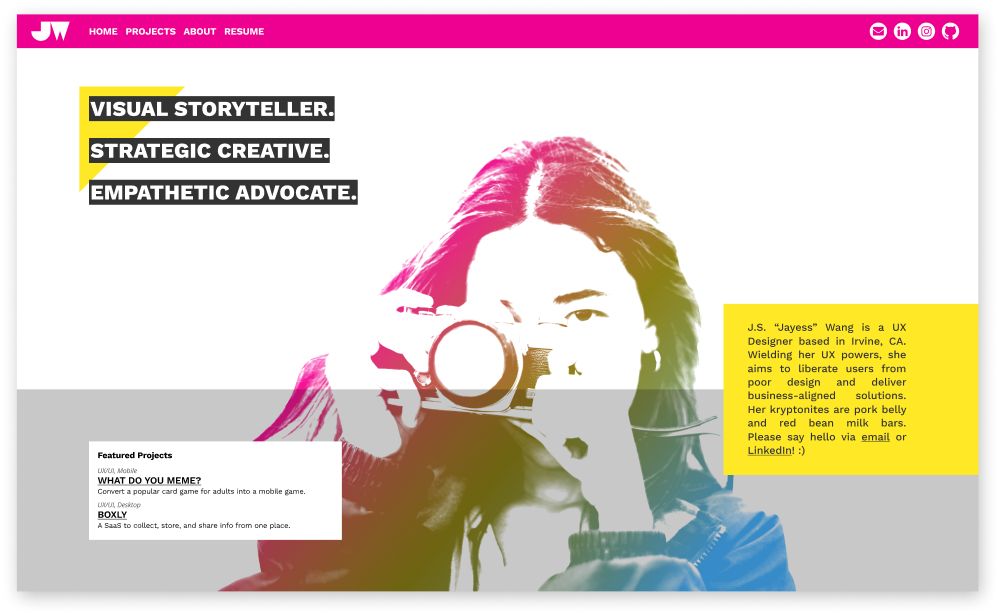 JW
HOME PROJECTS ABOUT RESUME
in
VISUAL STORYTELLER.
STRATEGIC CREATIVE.
EMPATHETIC ADVOCATE.
J.S. “Jayess” Wang is a UX
Designer based in Irvine, CA.
Wielding her UX powers, she
aims to liberate users from
poor design and deliver
business-aligned solutions.
Her kryptonites are pork belly
and red bean milk bars.
Please say hello via email or
LinkedIn! :)
Featured Projects
UX/UI, Mobile
WHAT DO YOU MEME?
Convert a popular card game for adults into a mobile game.
UX/UI, Desktop
BOXLY
A SaaS to collect, store, and share info from one place.